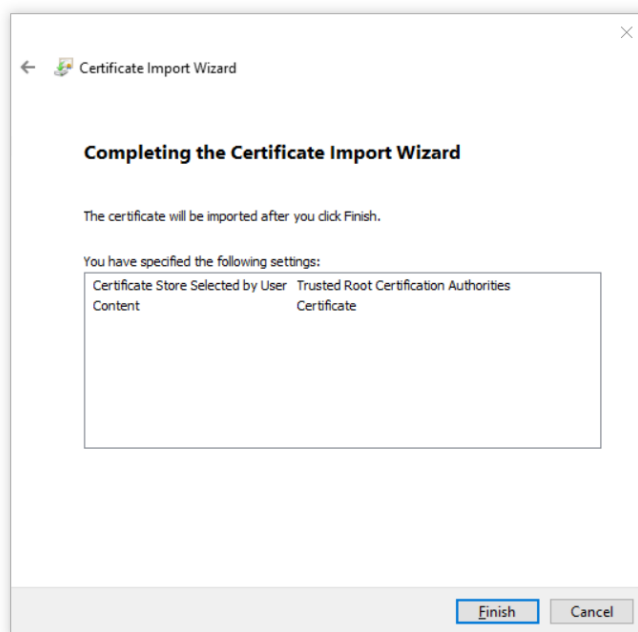 Certificate Import Wizard
Completing the Certificate Import Wizard
The certificate will be imported after you click Finish.
You have specified the following settings:
Certificate Store Selected by User Trusted Root Certification Authorities
Content Certificate
Finish Cancel